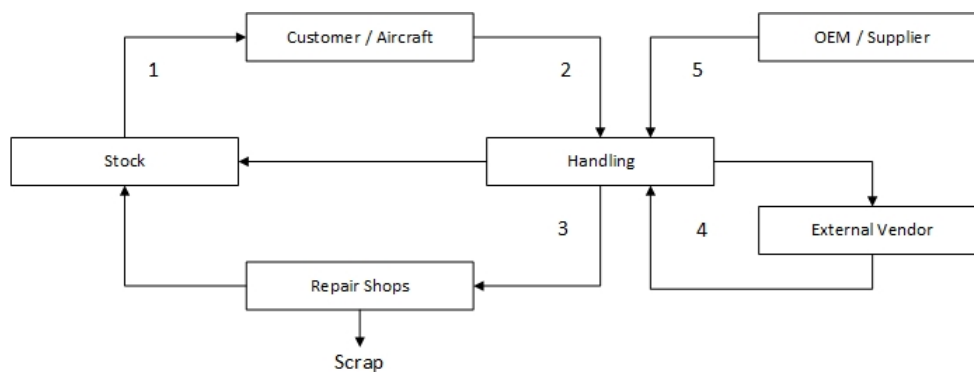 Customer / Aircraft
OEM / Supplier
1
2
5
Stock
Handling
3
4
External Vendor
Repair Shops
Scrap